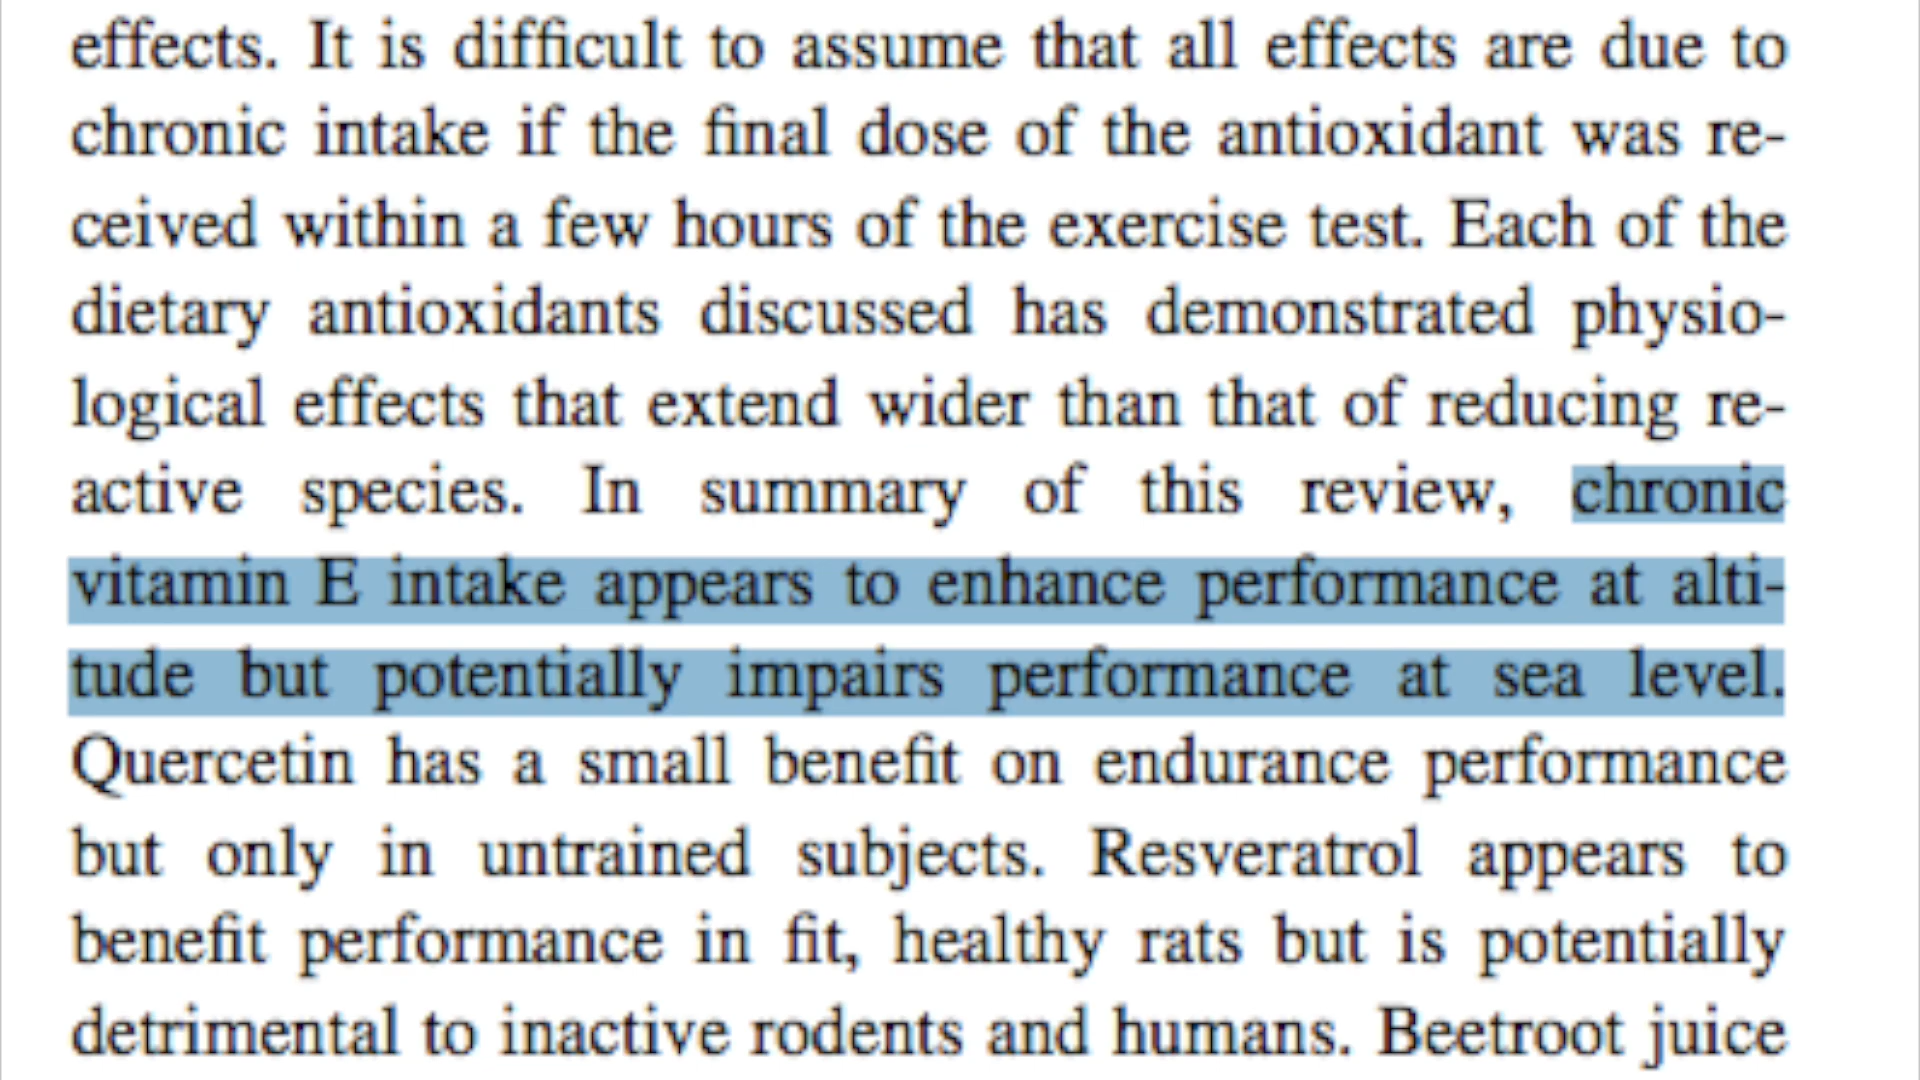 effects. It is difficult to assume that all effects are due to
chronic intake if the final dose of the antioxidant was re-
ceived within a few hours of the exercise test. Each of the
dietary antioxidants discussed has demonstrated physio-
logical effects that extend wider than that of reducing re-
active species. In summary of this review, chronic
vitamin E intake appears to enhance performance at alti-
tude but potentially impairs performance at sea level.
Quercetin has a small benefit on endurance performance
but only in untrained subjects. Resveratrol appears to
benefit performance in fit, healthy rats but is potentially
detrimental to inactive rodents and humans. Beetroot juice